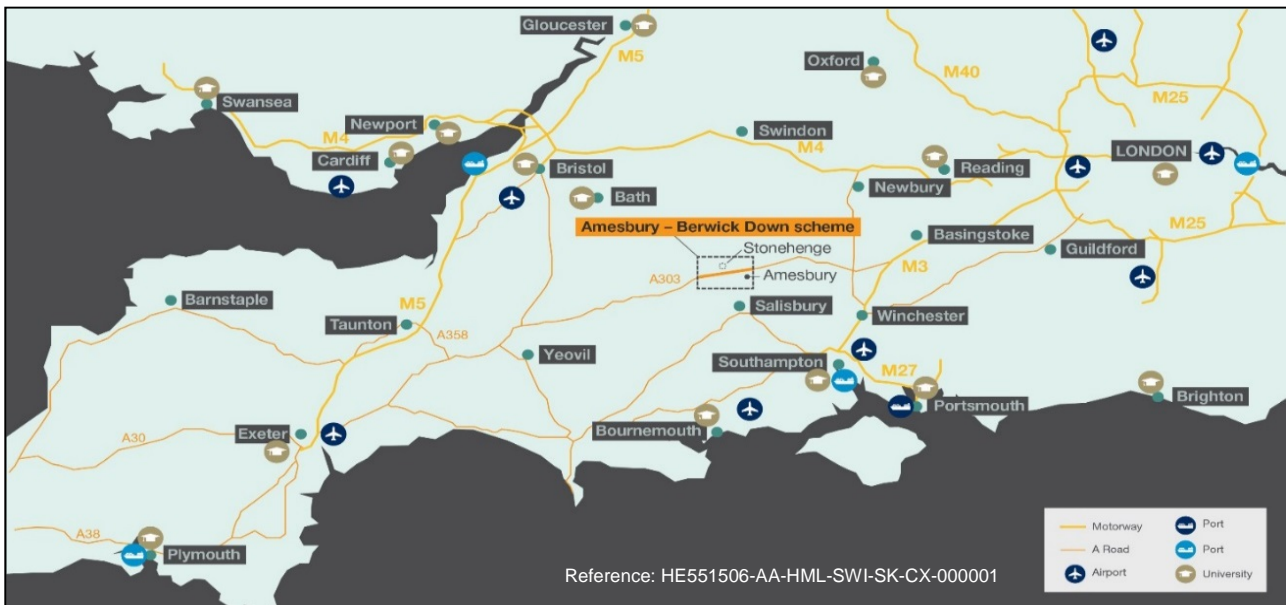 Gloucester
M5
Oxford
M40
M25
Swansea
M4
Newport
Cardiff
Swindon
M4
Bristol
Bath
Newbury
Reading
LONDON
M25
Amesbury – Berwick Down scheme
Stonehenge
Amesbury
A303
Basingstoke
M3
Guildford
Barnstaple
M5
Taunton
A358
Yeovil
Salisbury
Winchester
Southampton
M27
Portsmouth
Brighton
Bournemouth
A30
Exeter
A38
Plymouth
Reference: HE551506-AA-HML-SWI-SK-CX-000001
Motorway
Port
A Road
Port
Airport
University